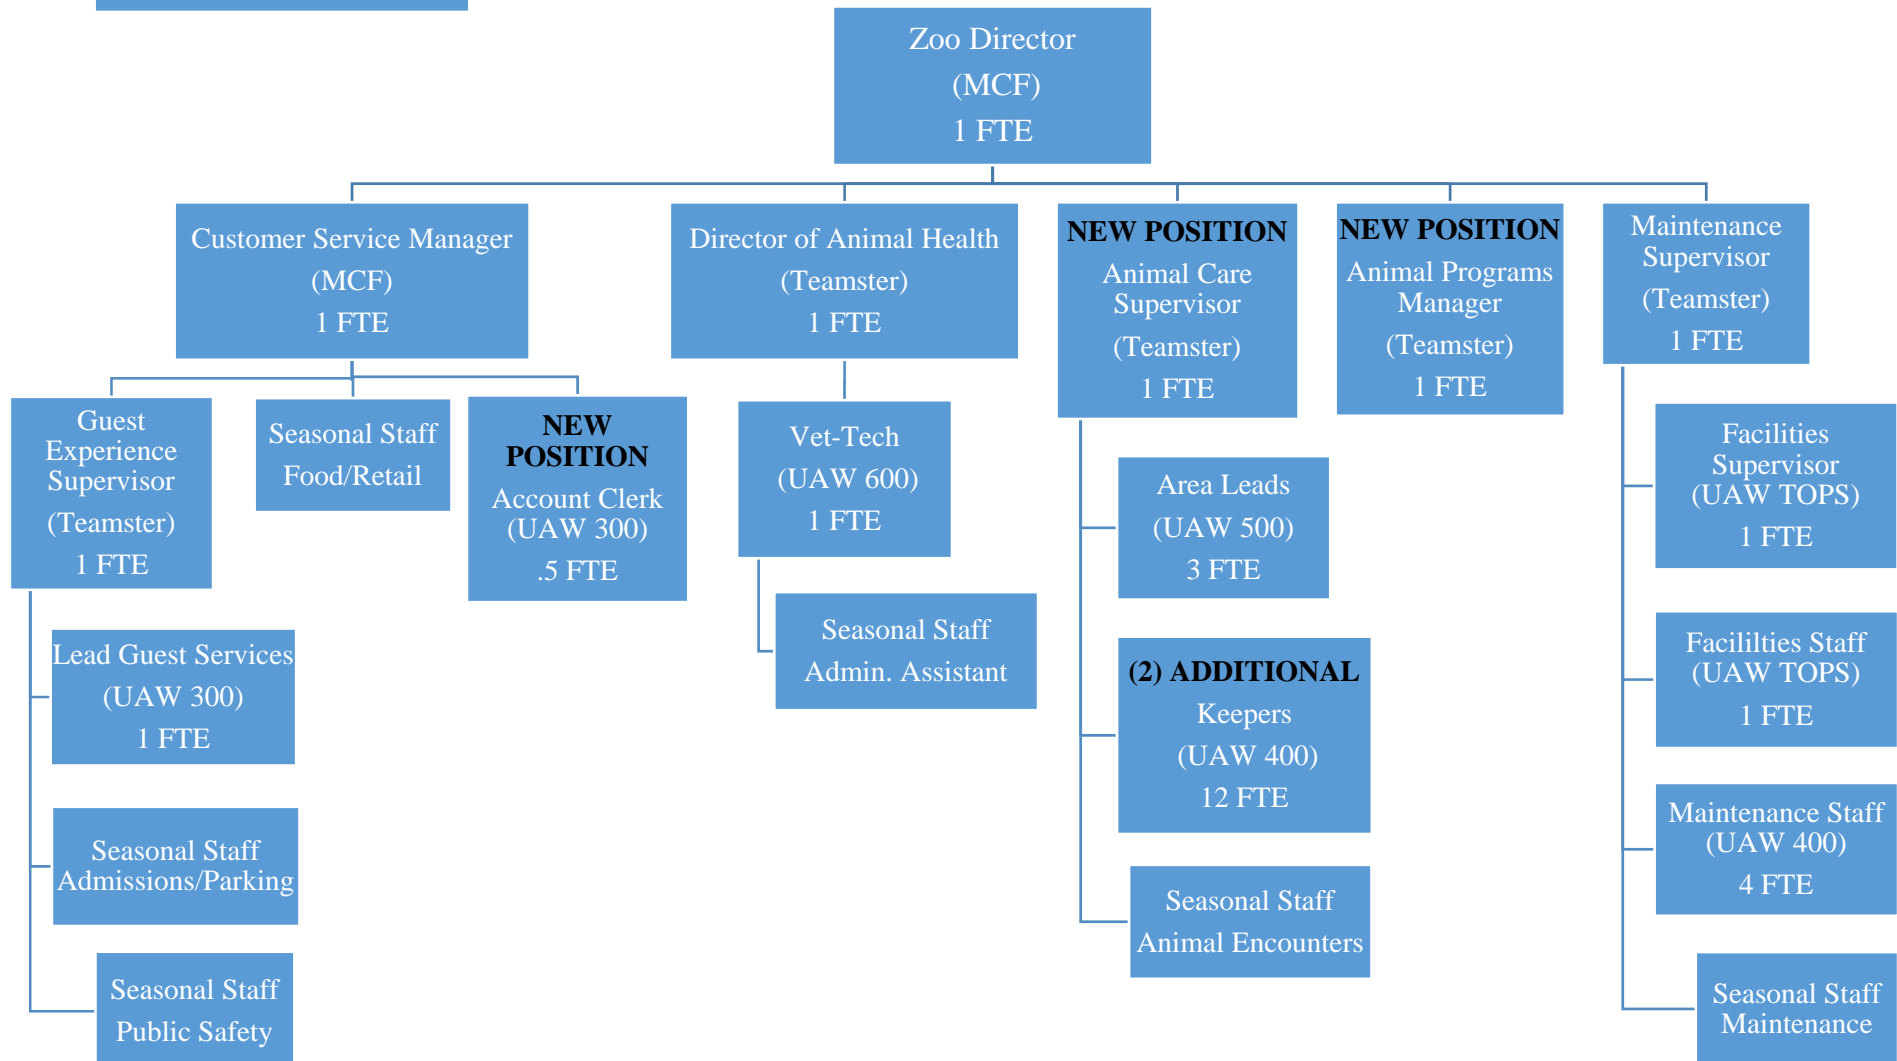 Zoo Director
(MCF)
1 FTE
Customer Service Manager
(MCF)
1 FTE
Director of Animal Health
(Teamster)
1 FTE
NEW POSITION
Animal Care
Supervisor
(Teamster)
1 FTE
NEW POSITION
Animal Programs
Manager
(Teamster)
1 FTE
Maintenance
Supervisor
(Teamster)
1 FTE
Guest
Experience
Supervisor
(Teamster)
1 FTE
Seasonal Staff
Food/Retail
NEW
POSITION
Account Clerk
(UAW 300)
.5 FTE
Vet-Tech
(UAW 600)
1 FTE
Area Leads
(UAW 500)
3 FTE
Facilities
Supervisor
(UAW TOPS)
1 FTE
Lead Guest Services
(UAW 300)
1 FTE
Seasonal Staff
Admin. Assistant
(2) ADDITIONAL
Keepers
(UAW 400)
12 FTE
Facililties Staff
(UAW TOPS)
1 FTE
Seasonal Staff
Admissions/Parking
Seasonal Staff
Animal Encounters
Maintenance Staff
(UAW 400)
4 FTE
Seasonal Staff
Public Safety
Seasonal Staff
Maintenance